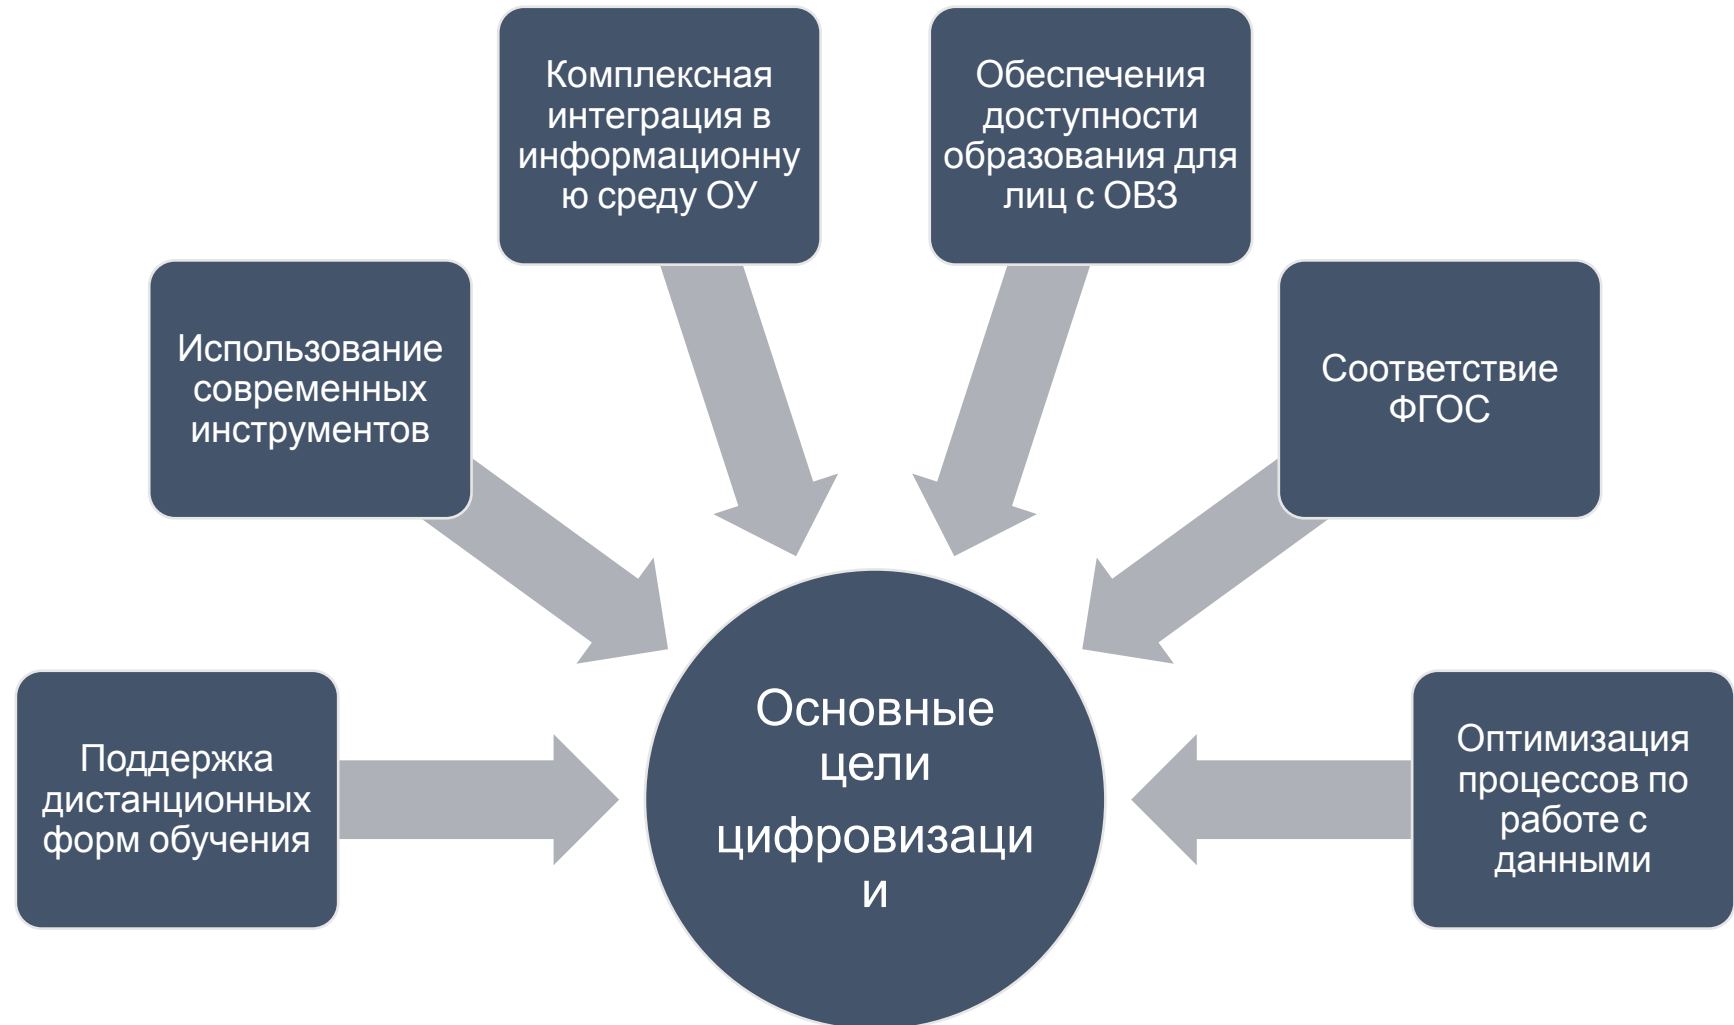 Комплексная
интеграция в
информационну
ю среду ОУ
Обеспечения
доступности
образования для
лиц с ОВЗ
Использование
современных
инструментов
Соответствие
ФГОС
Поддержка
дистанционных
форм обучения
Основные
цели
цифровизаци
и
Оптимизация
процессов по
работе с
данными